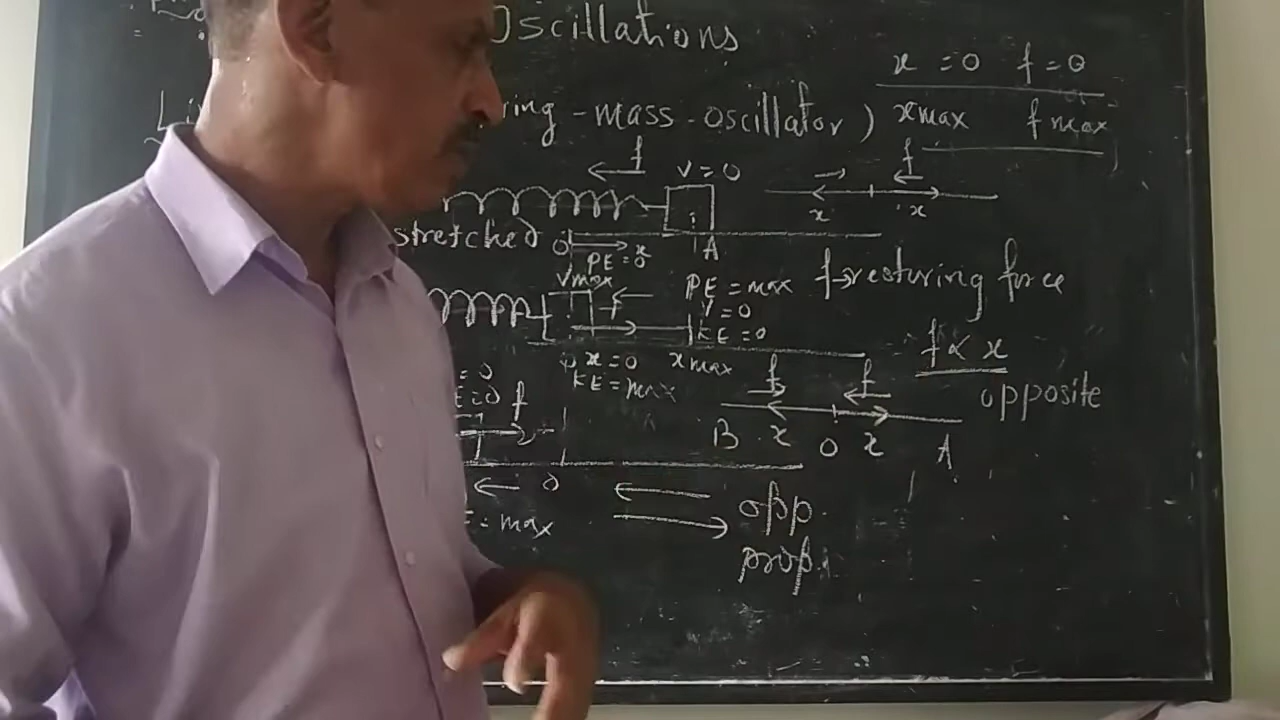 Oscillations
x = 0 f = 0
ring - mass - oscillator) xmax f max
f v = 0 f
x x
stretched O x A
PE = 0
Vmax PE = max f→ restoring force
f V = 0
KE = 0
x = 0 xmax f ∝ x
KE = max f f opposite
= 0
f
B x O x A
O
= max opp.
prop.